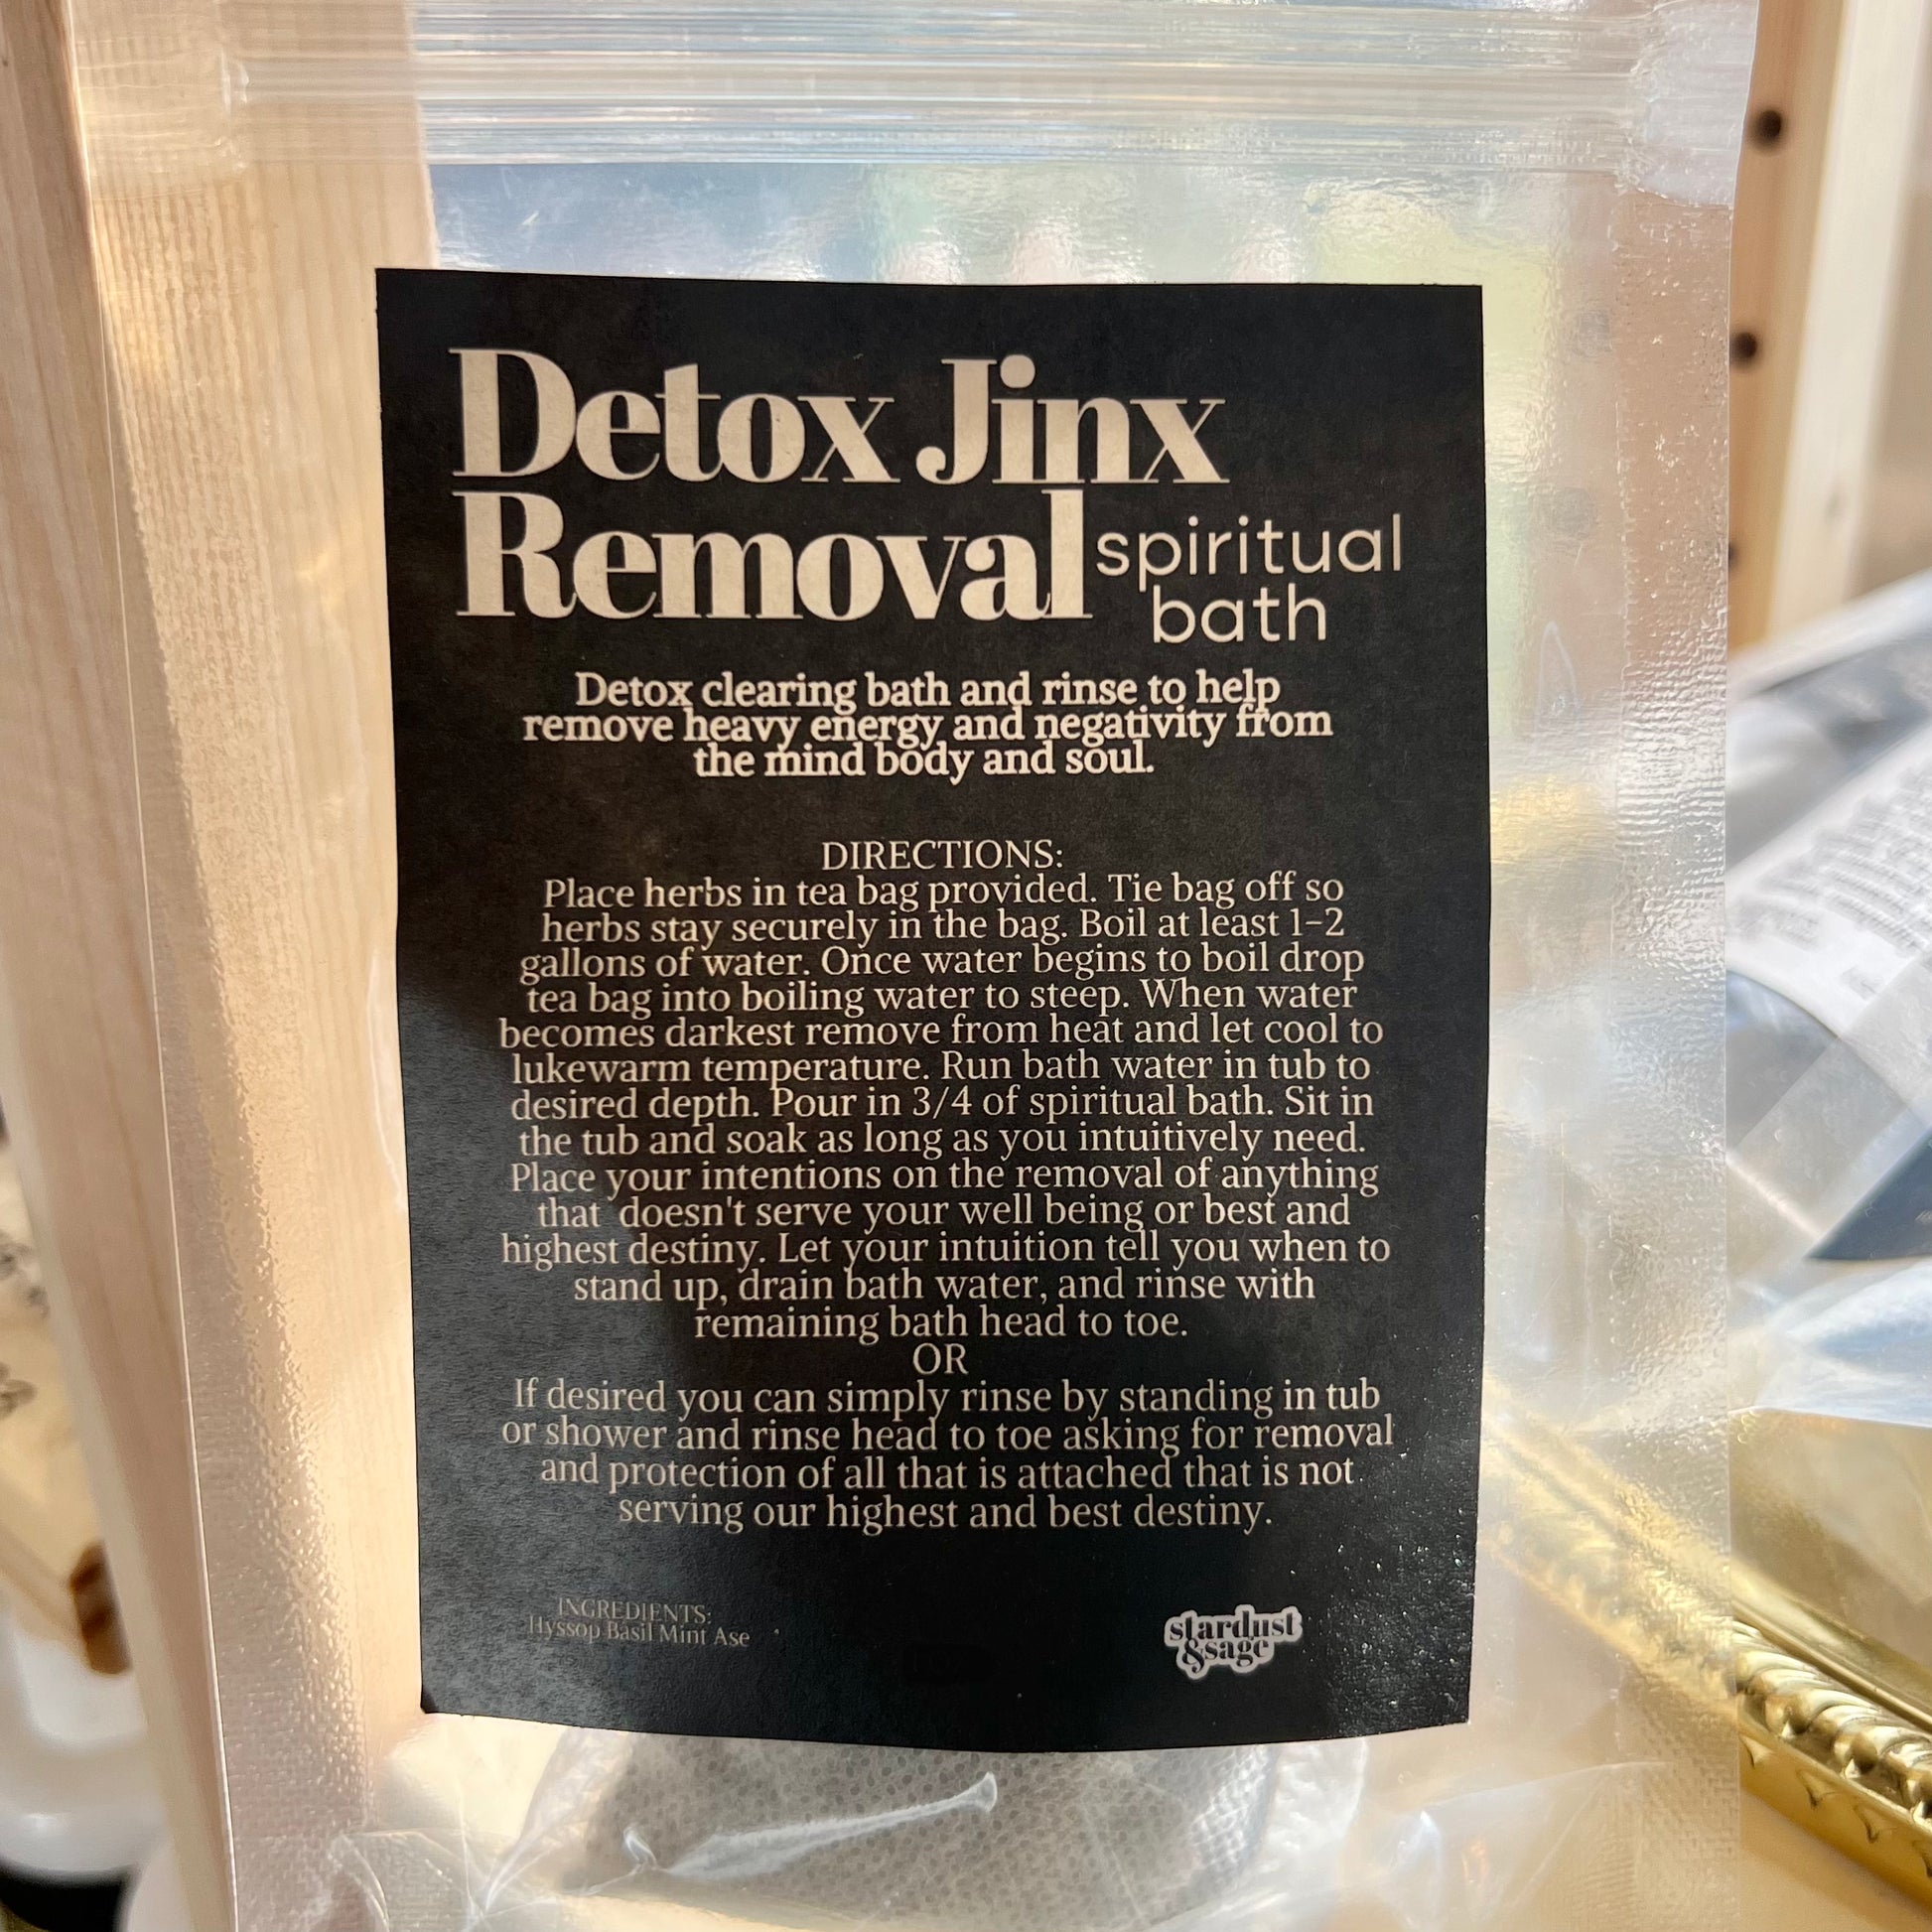 Detox Jinx
Removal spiritual
bath
Detox clearing bath and rinse to help
remove heavy energy and negativity from
the mind body and soul.
DIRECTIONS:
Place herbs in tea bag provided. Tie bag off so
herbs stay securely in the bag. Boil at least 1-2
gallons of water. Once water begins to boil drop
tea bag into boiling water to steep. When water
becomes darkest remove from heat and let cool to
lukewarm temperature. Run bath water in tub to
desired depth. Pour in 3/4 of spiritual bath. Sit in
the tub and soak as long as you intuitively need.
Place your intentions on the removal of anything
that doesn't serve your well being or best and
highest destiny. Let your intuition tell you when to
stand up, drain bath water, and rinse with
remaining bath head to toe.
OR
If desired you can simply rinse by standing in tub
or shower and rinse head to toe asking for removal
and protection of all that is attached that is not
serving our highest and best destiny.
INGREDIENTS:
Hyssop Basil Mint Ase
stardust
&sage